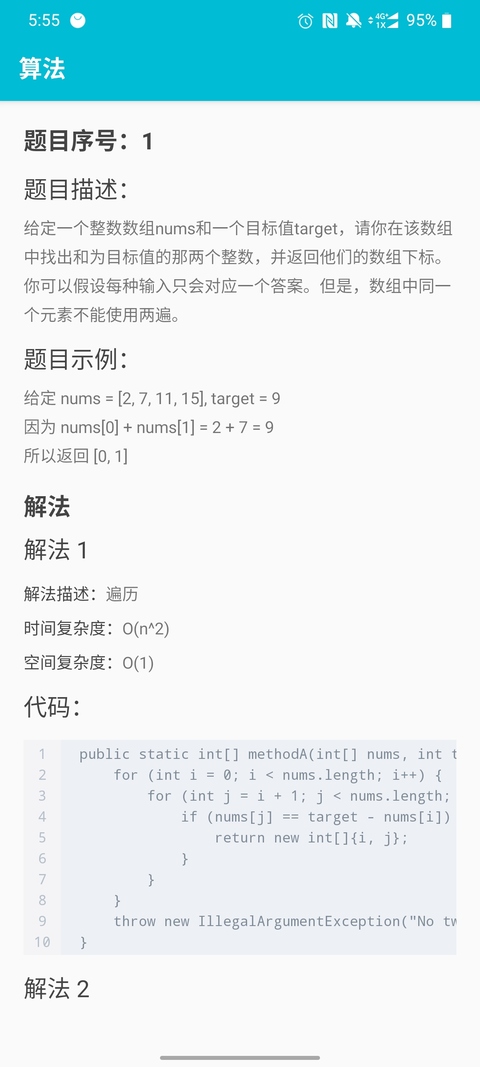 5:55
4G+
1X
95%
算法
题目序号：1
题目描述：
给定一个整数数组nums和一个目标值target，请你在该数组
中找出和为目标值的那两个整数，并返回他们的数组下标。
你可以假设每种输入只会对应一个答案。但是，数组中同一
个元素不能使用两遍。
题目示例：
给定 nums = [2, 7, 11, 15], target = 9
因为 nums[0] + nums[1] = 2 + 7 = 9
所以返回 [0, 1]
解法
解法 1
解法描述：遍历
时间复杂度：O(n^2)
空间复杂度：O(1)
代码：
1 public static int[] methodA(int[] nums, int t
2 for (int i = 0; i < nums.length; i++) {
3 for (int j = i + 1; j < nums.length;
4 if (nums[j] == target - nums[i])
5 return new int[]{i, j};
6 }
7 }
8 }
9 throw new IllegalArgumentException("No tw
10 }
解法 2